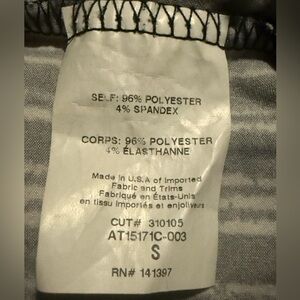 SELF: 96% POLYESTER
4% SPANDEX
CORPS: 96% POLYESTER
4% ÉLASTHANNE
Made in U.S.A of Imported
Fabric and Trims
Fabriqué en États-Unis
en tissu importés et enjoliveurs
CUT# 310105
AT15171C-003
S
RN# 141397